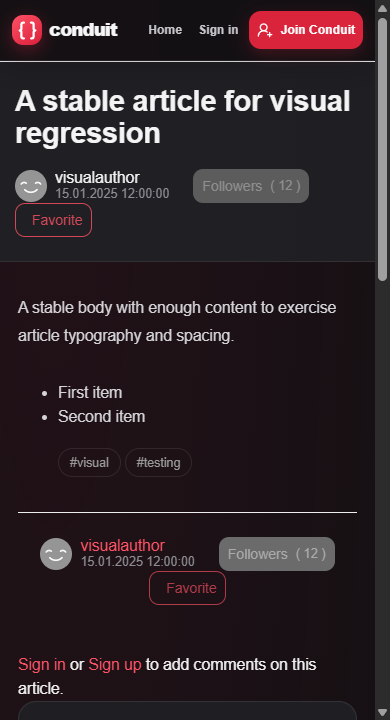 {} conduit Home Sign in Join Conduit
A stable article for visual
regression
visualauthor
15.01.2025 12:00:00
Followers ( 12 )
Favorite
A stable body with enough content to exercise
article typography and spacing.
• First item
• Second item
#visual #testing
visualauthor
15.01.2025 12:00:00
Followers ( 12 )
Favorite
Sign in or Sign up to add comments on this
article.